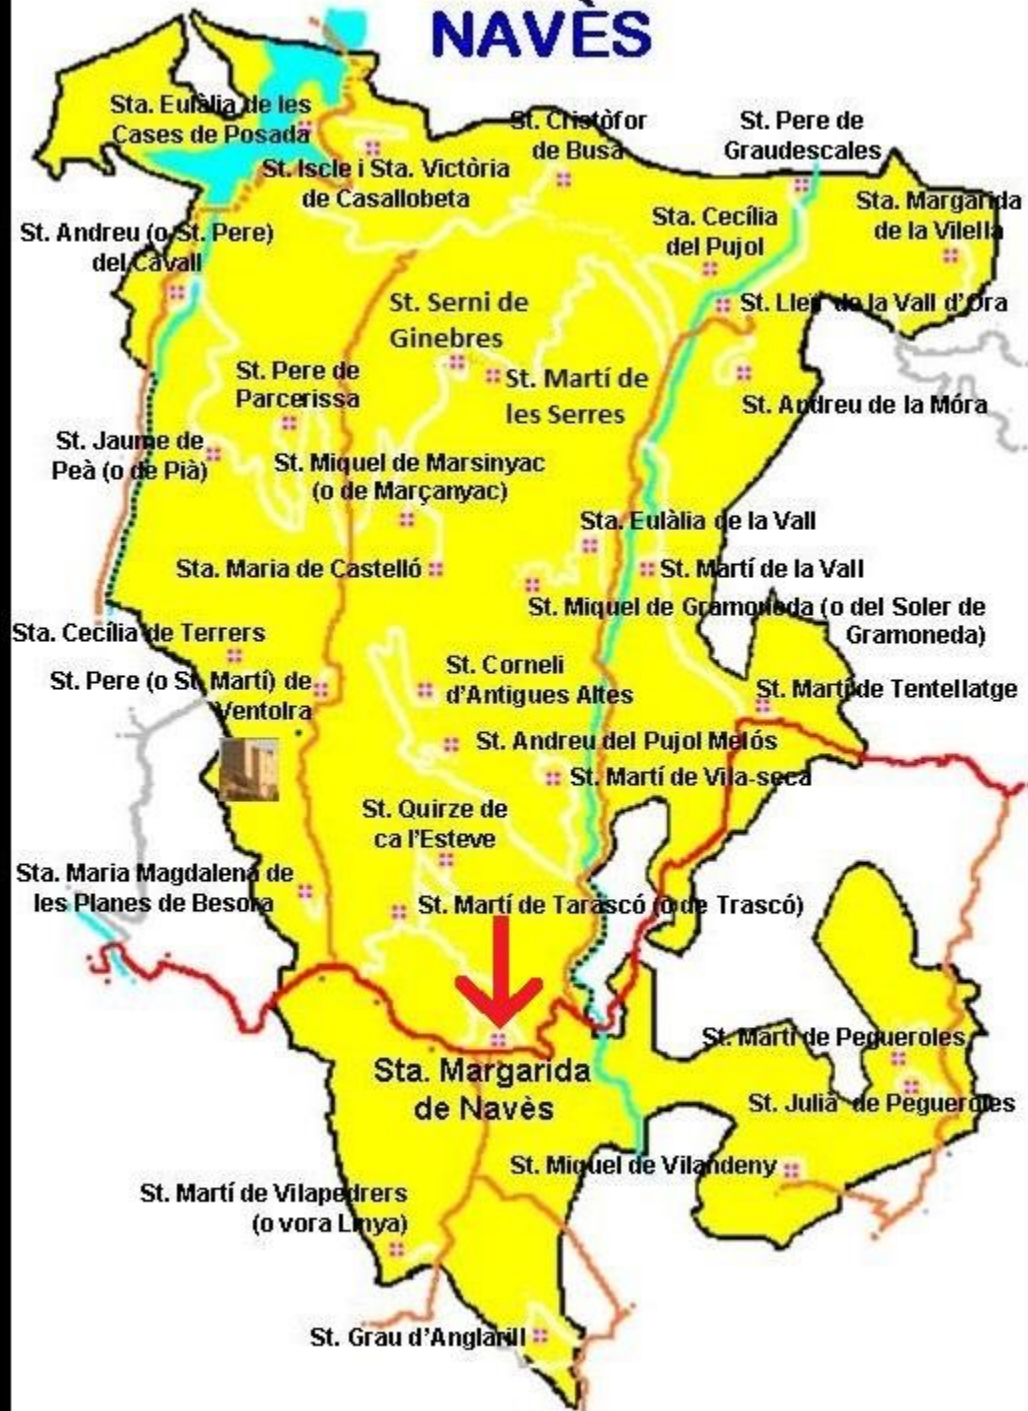 NAVÈS
Sta. Eulàlia de les
Cases de Posada
St. Cristòfor
de Busa
St. Pere de
Graudescales
St. Iscle i Sta. Victòria
de Casallobeta
Sta. Margarida
de la Vilella
Sta. Cecília
del Pujol
St. Andreu (o St. Pere)
del Cavall
St. Serni de
Ginebres
St. Lleï de la Vall d'Ora
St. Pere de
Parcerissa
St. Martí de
les Serres
St. Andreu de la Móra
St. Jaume de
Peà (o de Pià)
St. Miquel de Marsinyac
(o de Marçanyac)
Sta. Eulàlia de la Vall
Sta. Maria de Castelló
St. Martí de la Vall
St. Miquel de Gramoneda (o del Soler de
Gramoneda)
Sta. Cecília de Terrers
St. Corneli
d'Antigues Altes
St. Pere (o St. Martí) de
Ventolra
St. Martí de Tentellatge
St. Andreu del Pujol Melós
St. Martí de Vila-seca
St. Quirze de
ca l'Esteve
Sta. Maria Magdalena de
les Planes de Besora
St. Martí de Tarascó (o de Trascó)
St. Martí de Pegueroles
Sta. Margarida
de Navès
St. Julià de Pegueroles
St. Miquel de Vilandeny
St. Martí de Vilapedrers
(o vora Linya)
St. Grau d'Anglarill